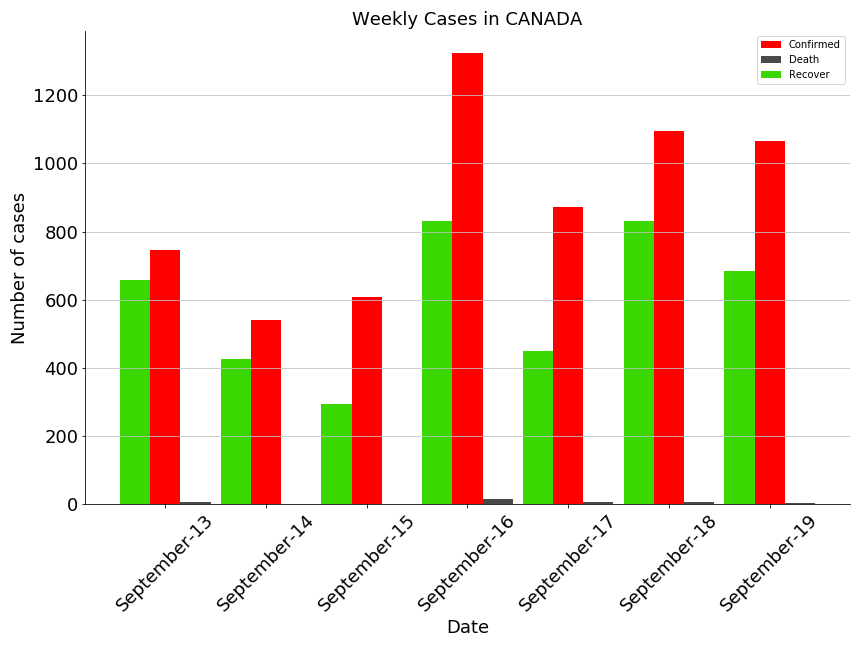 Weekly Cases in CANADA
Confirmed
Death
Recover
Number of cases
1200
1000
800
600
400
200
0
September-13
September-14
September-15
September-16
September-17
September-18
September-19
Date